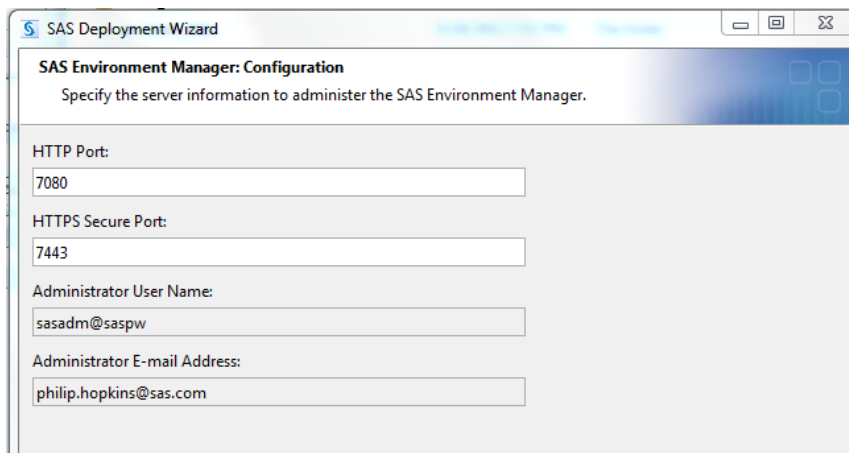 SAS Deployment Wizard
SAS Environment Manager: Configuration
Specify the server information to administer the SAS Environment Manager.
HTTP Port:
7080
HTTPS Secure Port:
7443
Administrator User Name:
sasadm@saspw
Administrator E-mail Address:
philip.hopkins@sas.com